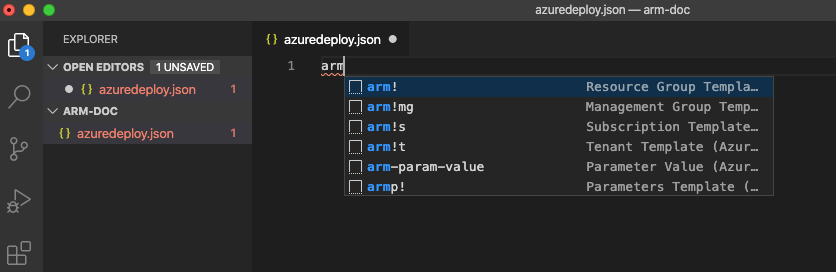 azuredeploy.json — arm-doc
EXPLORER
OPEN EDITORS 1 UNSAVED
{} azuredeploy.json 1
ARM-DOC
{} azuredeploy.json 1
1
{} azuredeploy.json
1 arm
arm! Resource Group Templa…
arm!mg Management Group Temp…
arm!s Subscription Template…
arm!t Tenant Template (Azur…
arm-param-value Parameter Value (Azur…
armp! Parameters Template (…